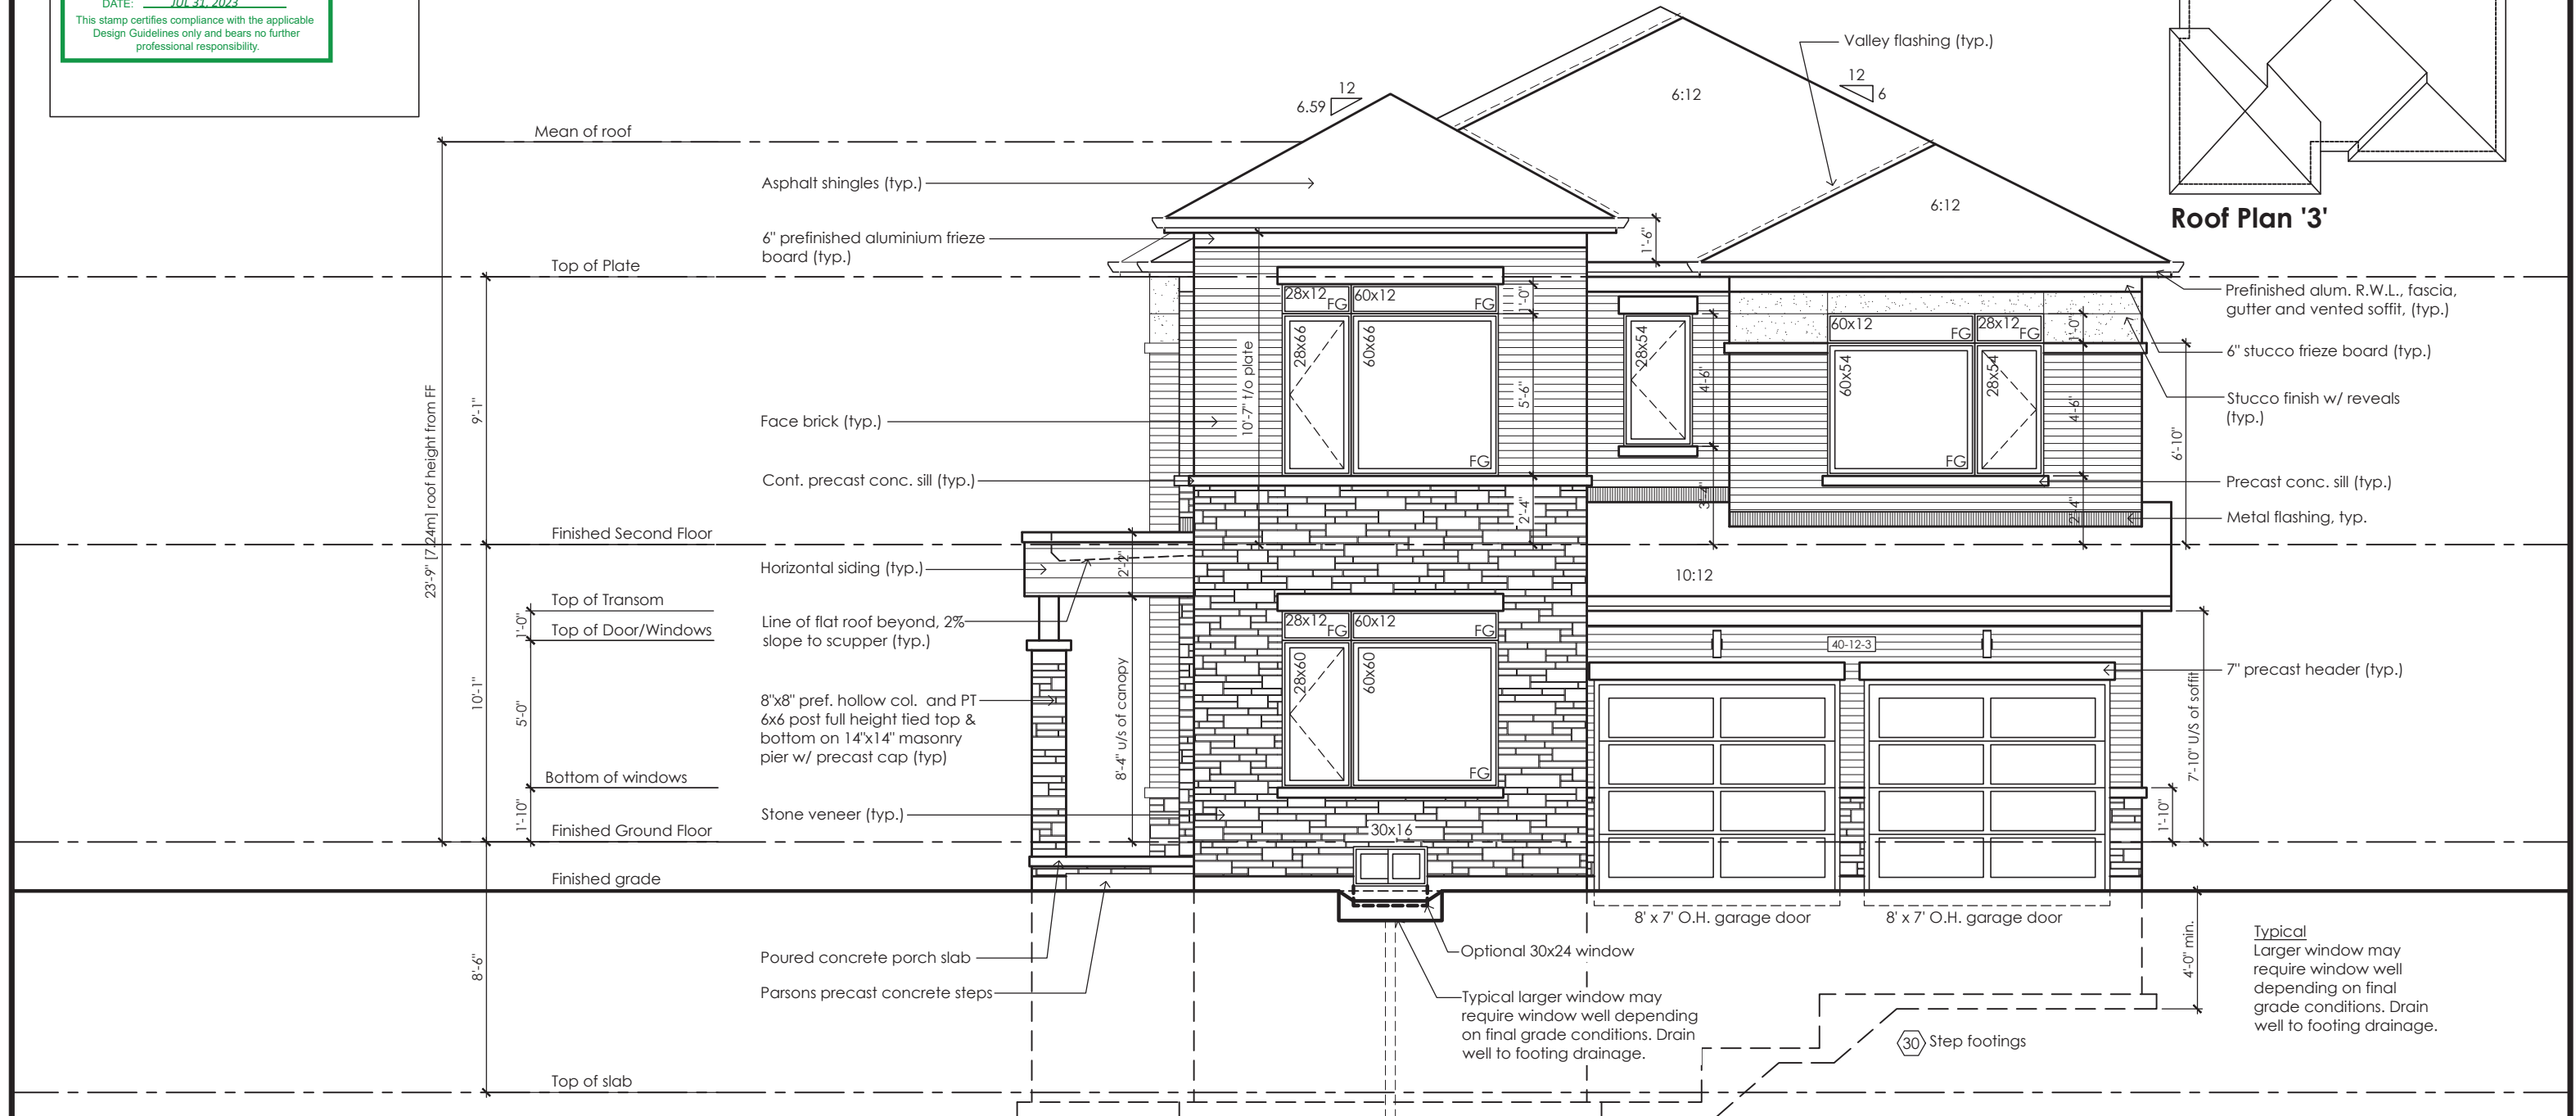 DATE: JUL 31, 2023
This stamp certifies compliance with the applicable
Design Guidelines only and bears no further
professional responsibility.
Mean of roof
Top of Plate
Finished Second Floor
Top of Transom
Top of Door/Windows
Bottom of windows
Finished Ground Floor
Finished grade
Top of slab
23'-9" [7.24m] roof height from FF
9'-1"
10'-1"
8'-6"
1'-0"
5'-0"
1'-10"
Asphalt shingles (typ.)
6" prefinished aluminium frieze
board (typ.)
Face brick (typ.)
Cont. precast conc. sill (typ.)
Horizontal siding (typ.)
Line of flat roof beyond, 2%
slope to scupper (typ.)
8"x8" pref. hollow col. and PT
6x6 post full height tied top &
bottom on 14"x14" masonry
pier w/ precast cap (typ)
Stone veneer (typ.)
Poured concrete porch slab
Parsons precast concrete steps
12
6.59
6:12
12
6
6:12
Valley flashing (typ.)
1'-6"
28x12
FG
60x12
FG
28x66
60x66
FG
10'-7" t/o plate
1'-0"
5'-6"
2'-4"
28x54
4'-6"
3'-4"
60x12
FG
28x12
FG
60x54
FG
28x54
1'-0"
4'-6"
2'-4"
6'-10"
2'-2"
8'-4" u/s of canopy
28x12
FG
60x12
FG
28x60
60x60
FG
30x16
10:12
40-12-3
7'-10" U/S of soffit
1'-10"
8' x 7' O.H. garage door
8' x 7' O.H. garage door
4'-0" min.
Optional 30x24 window
Typical larger window may
require window well depending
on final grade conditions. Drain
well to footing drainage.
30
Step footings
Roof Plan '3'
Prefinished alum. R.W.L., fascia,
gutter and vented soffit, (typ.)
6" stucco frieze board (typ.)
Stucco finish w/ reveals
(typ.)
Precast conc. sill (typ.)
Metal flashing, typ.
7" precast header (typ.)
Typical
Larger window may
require window well
depending on final
grade conditions. Drain
well to footing drainage.